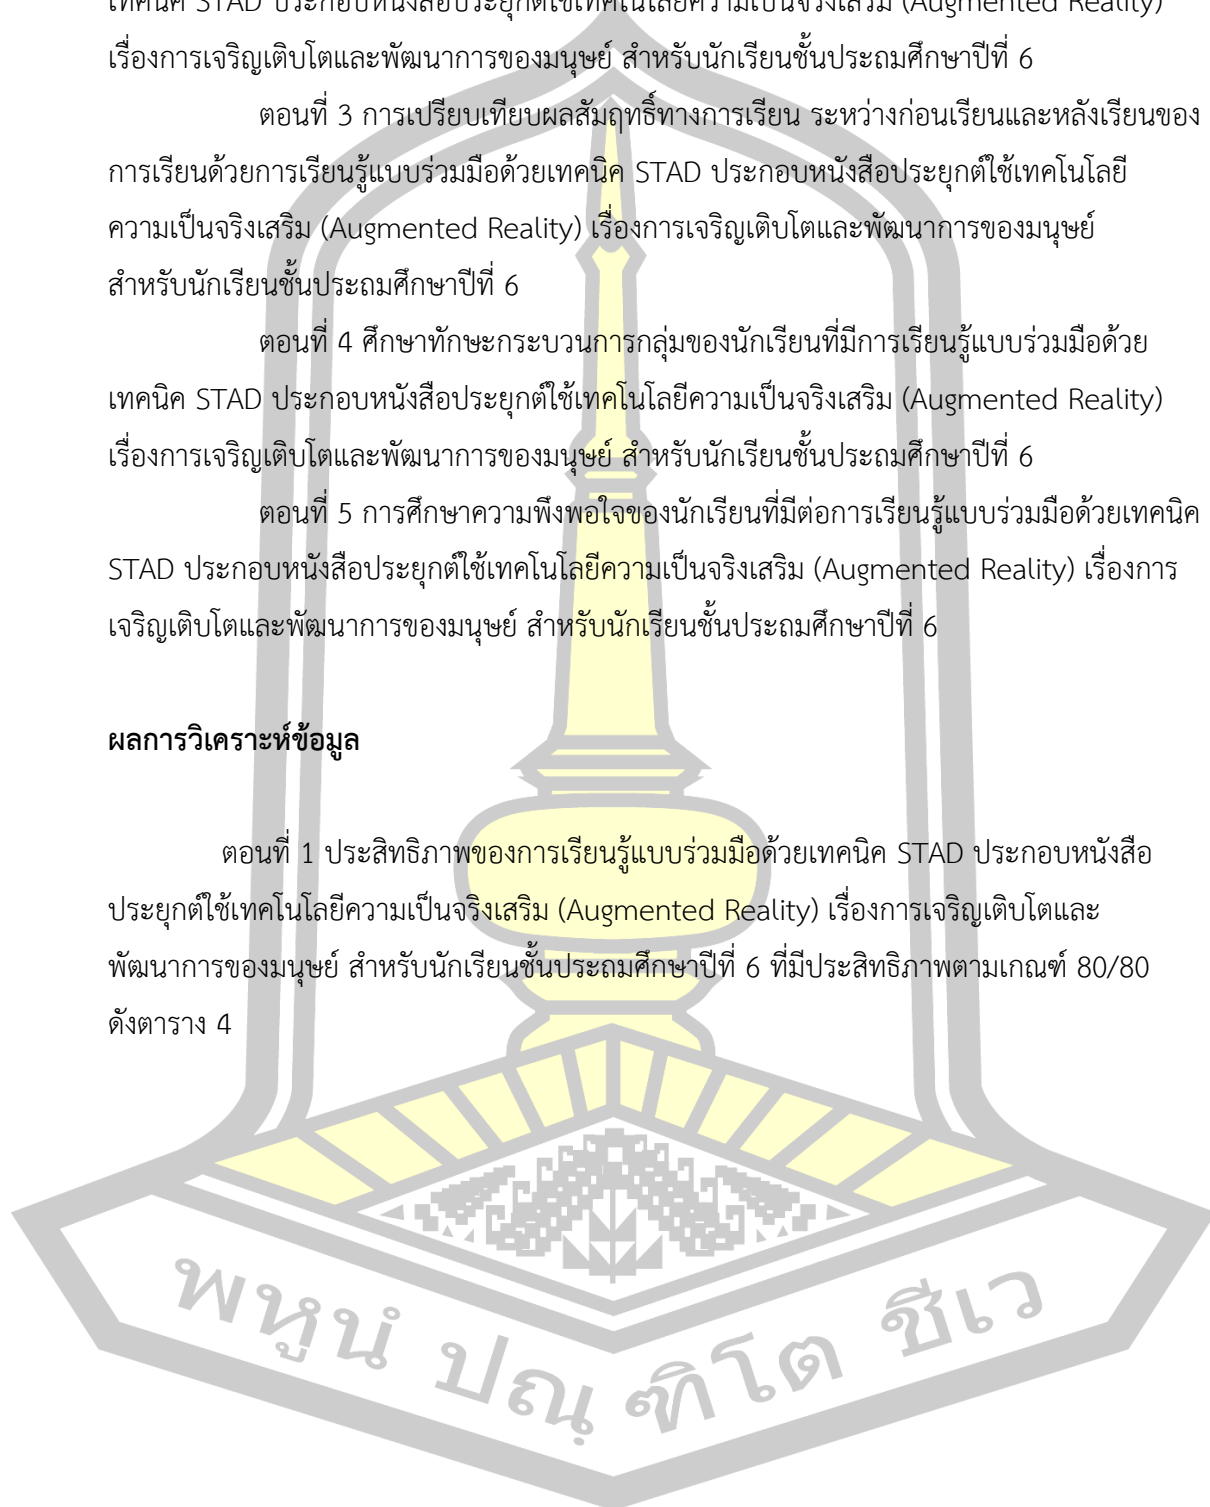 เทคนิค STAD ประกอบหนังสือประยุกต์ใช้เทคโนโลยีความเป็นจริงเสริม (Augmented Reality)
เรื่องการเจริญเติบโตและพัฒนาการของมนุษย์ สำหรับนักเรียนชั้นประถมศึกษาปีที่ 6
ตอนที่ 3 การเปรียบเทียบผลสัมฤทธิ์ทางการเรียน ระหว่างก่อนเรียนและหลังเรียนของ
การเรียนด้วยการเรียนรู้แบบร่วมมือด้วยเทคนิค STAD ประกอบหนังสือประยุกต์ใช้เทคโนโลยี
ความเป็นจริงเสริม (Augmented Reality) เรื่องการเจริญเติบโตและพัฒนาการของมนุษย์
สำหรับนักเรียนชั้นประถมศึกษาปีที่ 6
ตอนที่ 4 ศึกษาทักษะกระบวนการกลุ่มของนักเรียนที่มีการเรียนรู้แบบร่วมมือด้วย
เทคนิค STAD ประกอบหนังสือประยุกต์ใช้เทคโนโลยีความเป็นจริงเสริม (Augmented Reality)
เรื่องการเจริญเติบโตและพัฒนาการของมนุษย์ สำหรับนักเรียนชั้นประถมศึกษาปีที่ 6
ตอนที่ 5 การศึกษาความพึงพอใจของนักเรียนที่มีต่อการเรียนรู้แบบร่วมมือด้วยเทคนิค
STAD ประกอบหนังสือประยุกต์ใช้เทคโนโลยีความเป็นจริงเสริม (Augmented Reality) เรื่องการ
เจริญเติบโตและพัฒนาการของมนุษย์ สำหรับนักเรียนชั้นประถมศึกษาปีที่ 6
ผลการวิเคราะห์ข้อมูล
ตอนที่ 1 ประสิทธิภาพของการเรียนรู้แบบร่วมมือด้วยเทคนิค STAD ประกอบหนังสือ
ประยุกต์ใช้เทคโนโลยีความเป็นจริงเสริม (Augmented Reality) เรื่องการเจริญเติบโตและ
พัฒนาการของมนุษย์ สำหรับนักเรียนชั้นประถมศึกษาปีที่ 6 ที่มีประสิทธิภาพตามเกณฑ์ 80/80
ดังตาราง 4
พหูนํ ปณฺฑิโต ชีเว